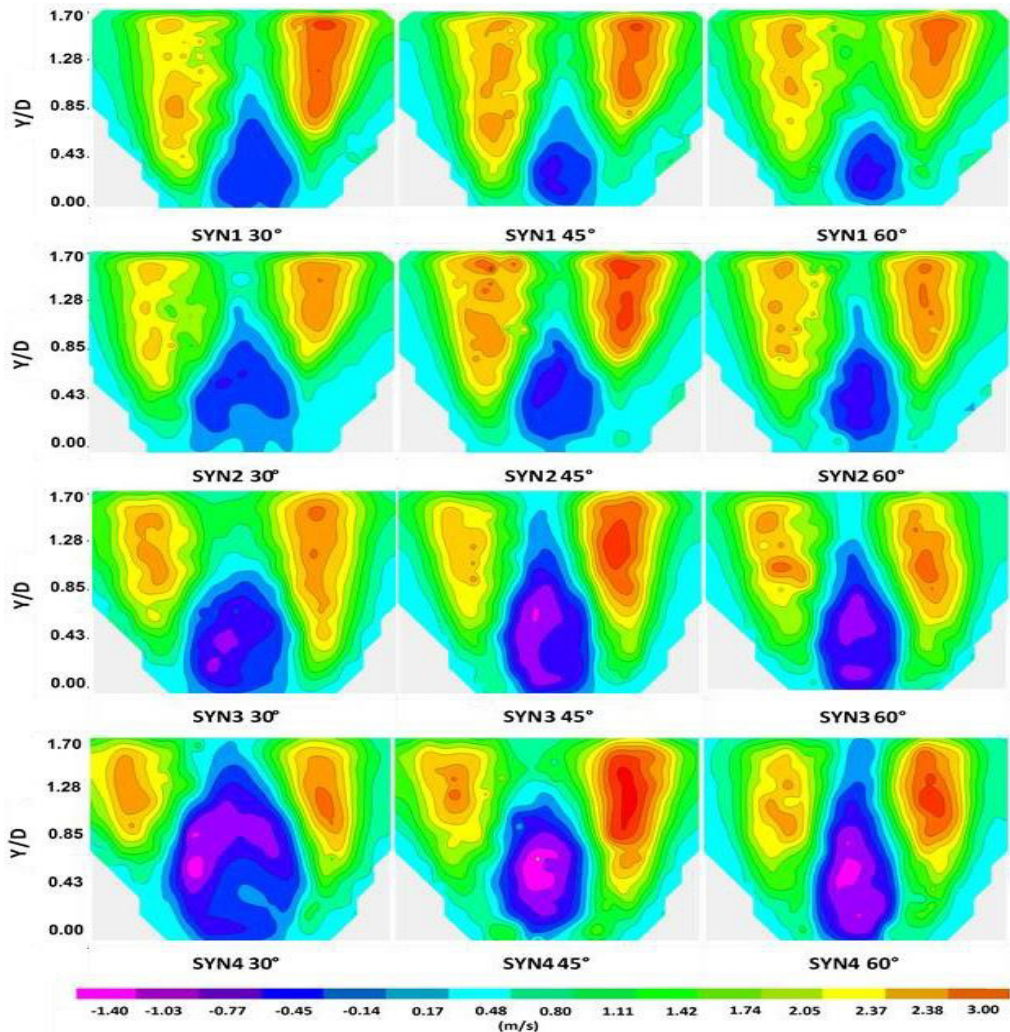 1.70
1.28
0.85
0.43
0.00
Y/D
SYN1 30° SYN1 45° SYN1 60°
1.70
1.28
0.85
0.43
0.00
Y/D
SYN2 30° SYN2 45° SYN2 60°
1.70
1.28
0.85
0.43
0.00
Y/D
SYN3 30° SYN3 45° SYN3 60°
1.70
1.28
0.85
0.43
0.00
Y/D
SYN4 30° SYN4 45° SYN4 60°
-1.40 -1.03 -0.77 -0.45 -0.14 0.17 0.48 0.80 1.11 1.42 1.74 2.05 2.37 2.38 3.00
(m/s)